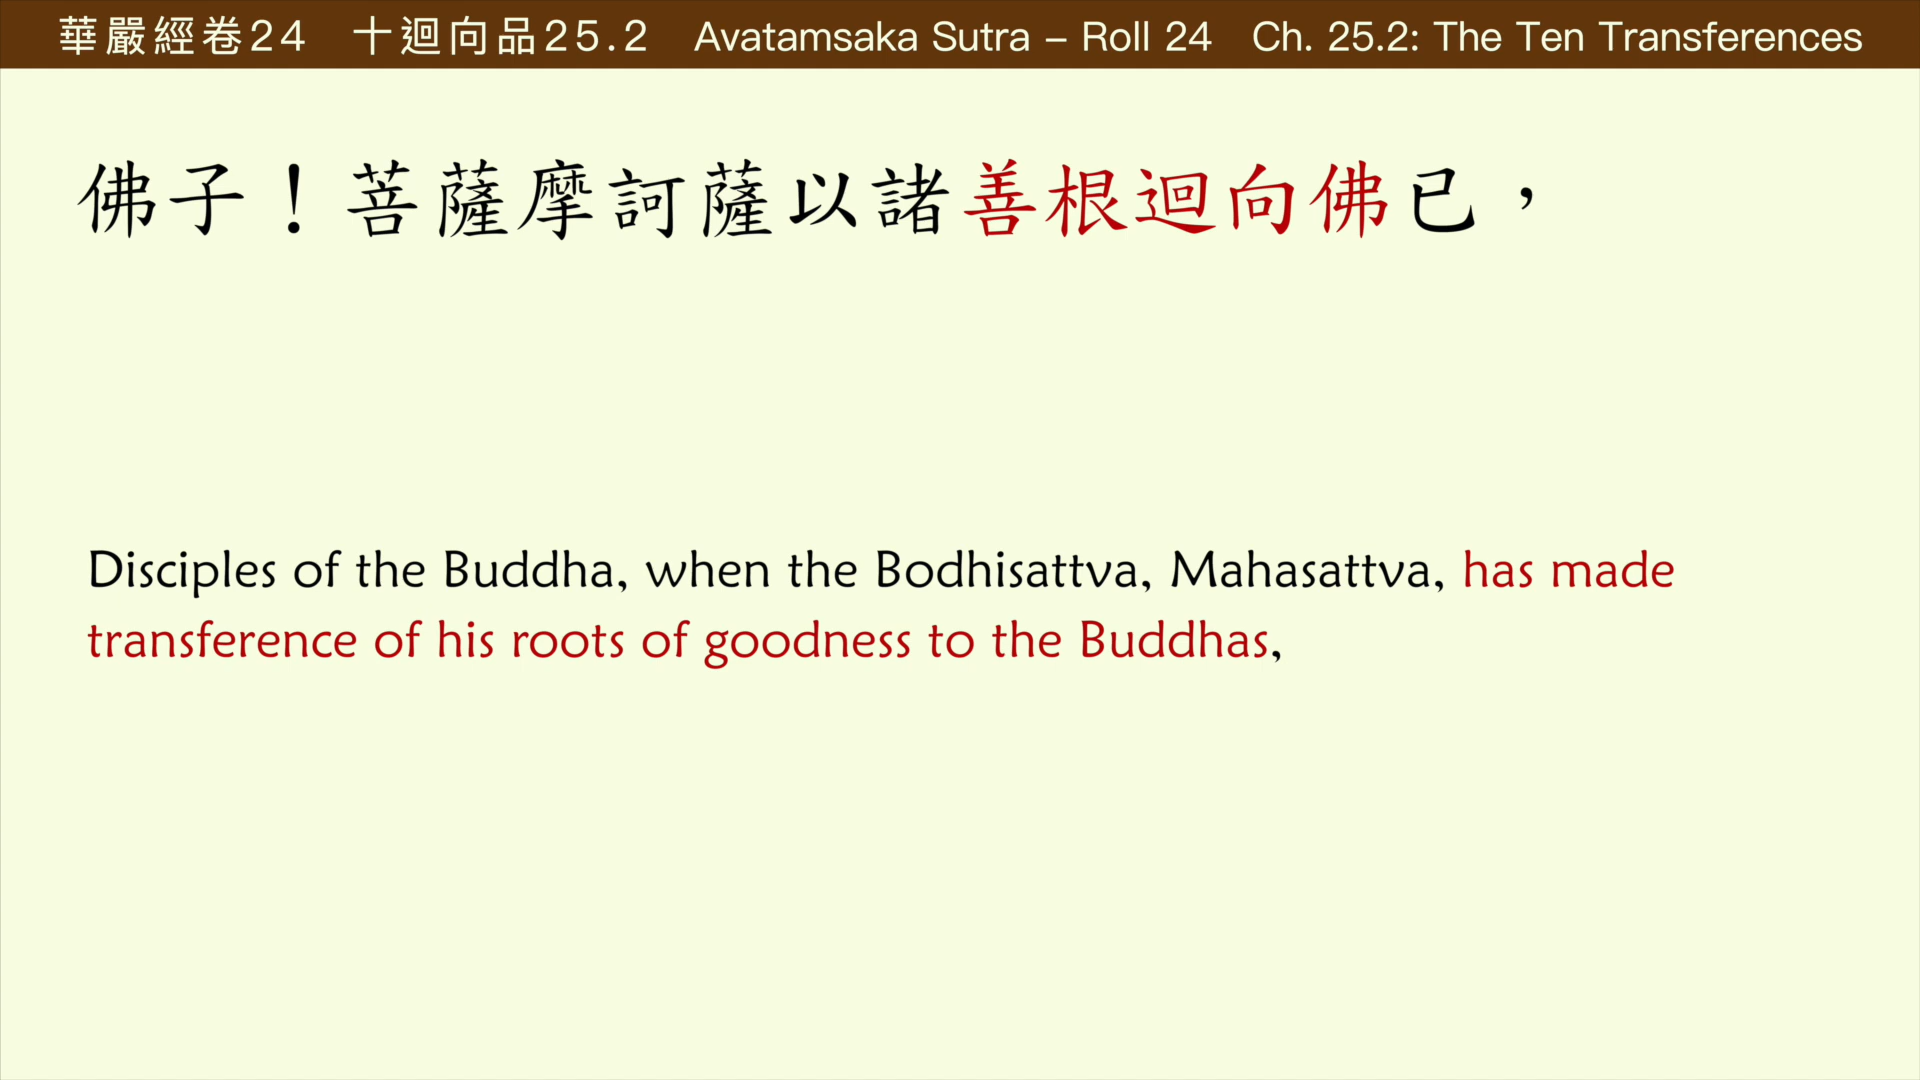 華嚴經卷24 十迴向品25.2 Avatamsaka Sutra – Roll 24 Ch. 25.2: The Ten Transferences
佛子！菩薩摩訶薩以諸善根迴向佛已，
Disciples of the Buddha, when the Bodhisattva, Mahasattva, has made
transference of his roots of goodness to the Buddhas,